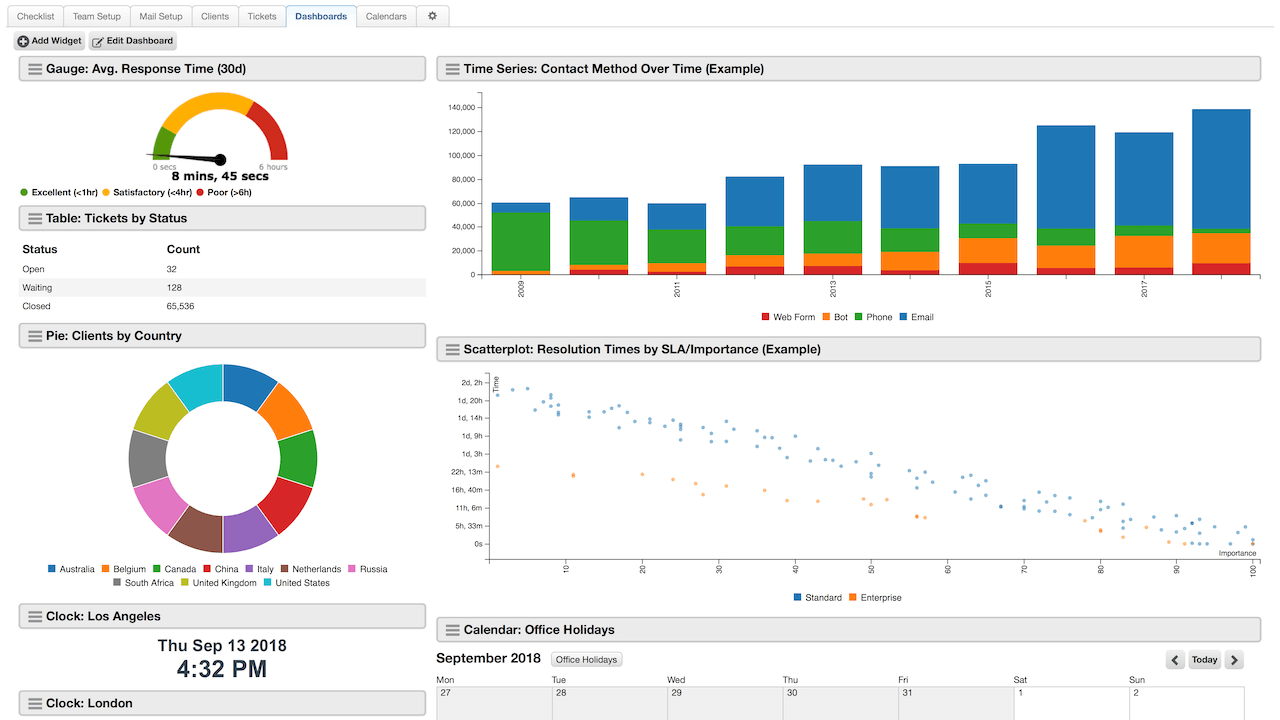 Checklist Team Setup Mail Setup Clients Tickets Dashboards Calendars
Add Widget Edit Dashboard
Gauge: Avg. Response Time (30d)
0 secs 6 hours
8 mins, 45 secs
Excellent (<1hr) Satisfactory (<4hr) Poor (>6h)
Table: Tickets by Status
Status Count
Open 32
Waiting 128
Closed 65,536
Pie: Clients by Country
Australia Belgium Canada China Italy Netherlands Russia
South Africa United Kingdom United States
Clock: Los Angeles
Thu Sep 13 2018
4:32 PM
Clock: London
Time Series: Contact Method Over Time (Example)
140,000
120,000
100,000
80,000
60,000
40,000
20,000
0
2009 2011 2013 2015 2017
Web Form Bot Phone Email
Scatterplot: Resolution Times by SLA/Importance (Example)
Time
2d, 2h
1d, 20h
1d, 14h
1d, 9h
1d, 3h
22h, 13m
16h, 40m
11h, 6m
5h, 33m
0s
Importance
10 20 30 40 50 60 70 80 90 100
Standard Enterprise
Calendar: Office Holidays
September 2018 Office Holidays Today
Mon Tue Wed Thu Fri Sat Sun
27 28 29 30 31 1 2